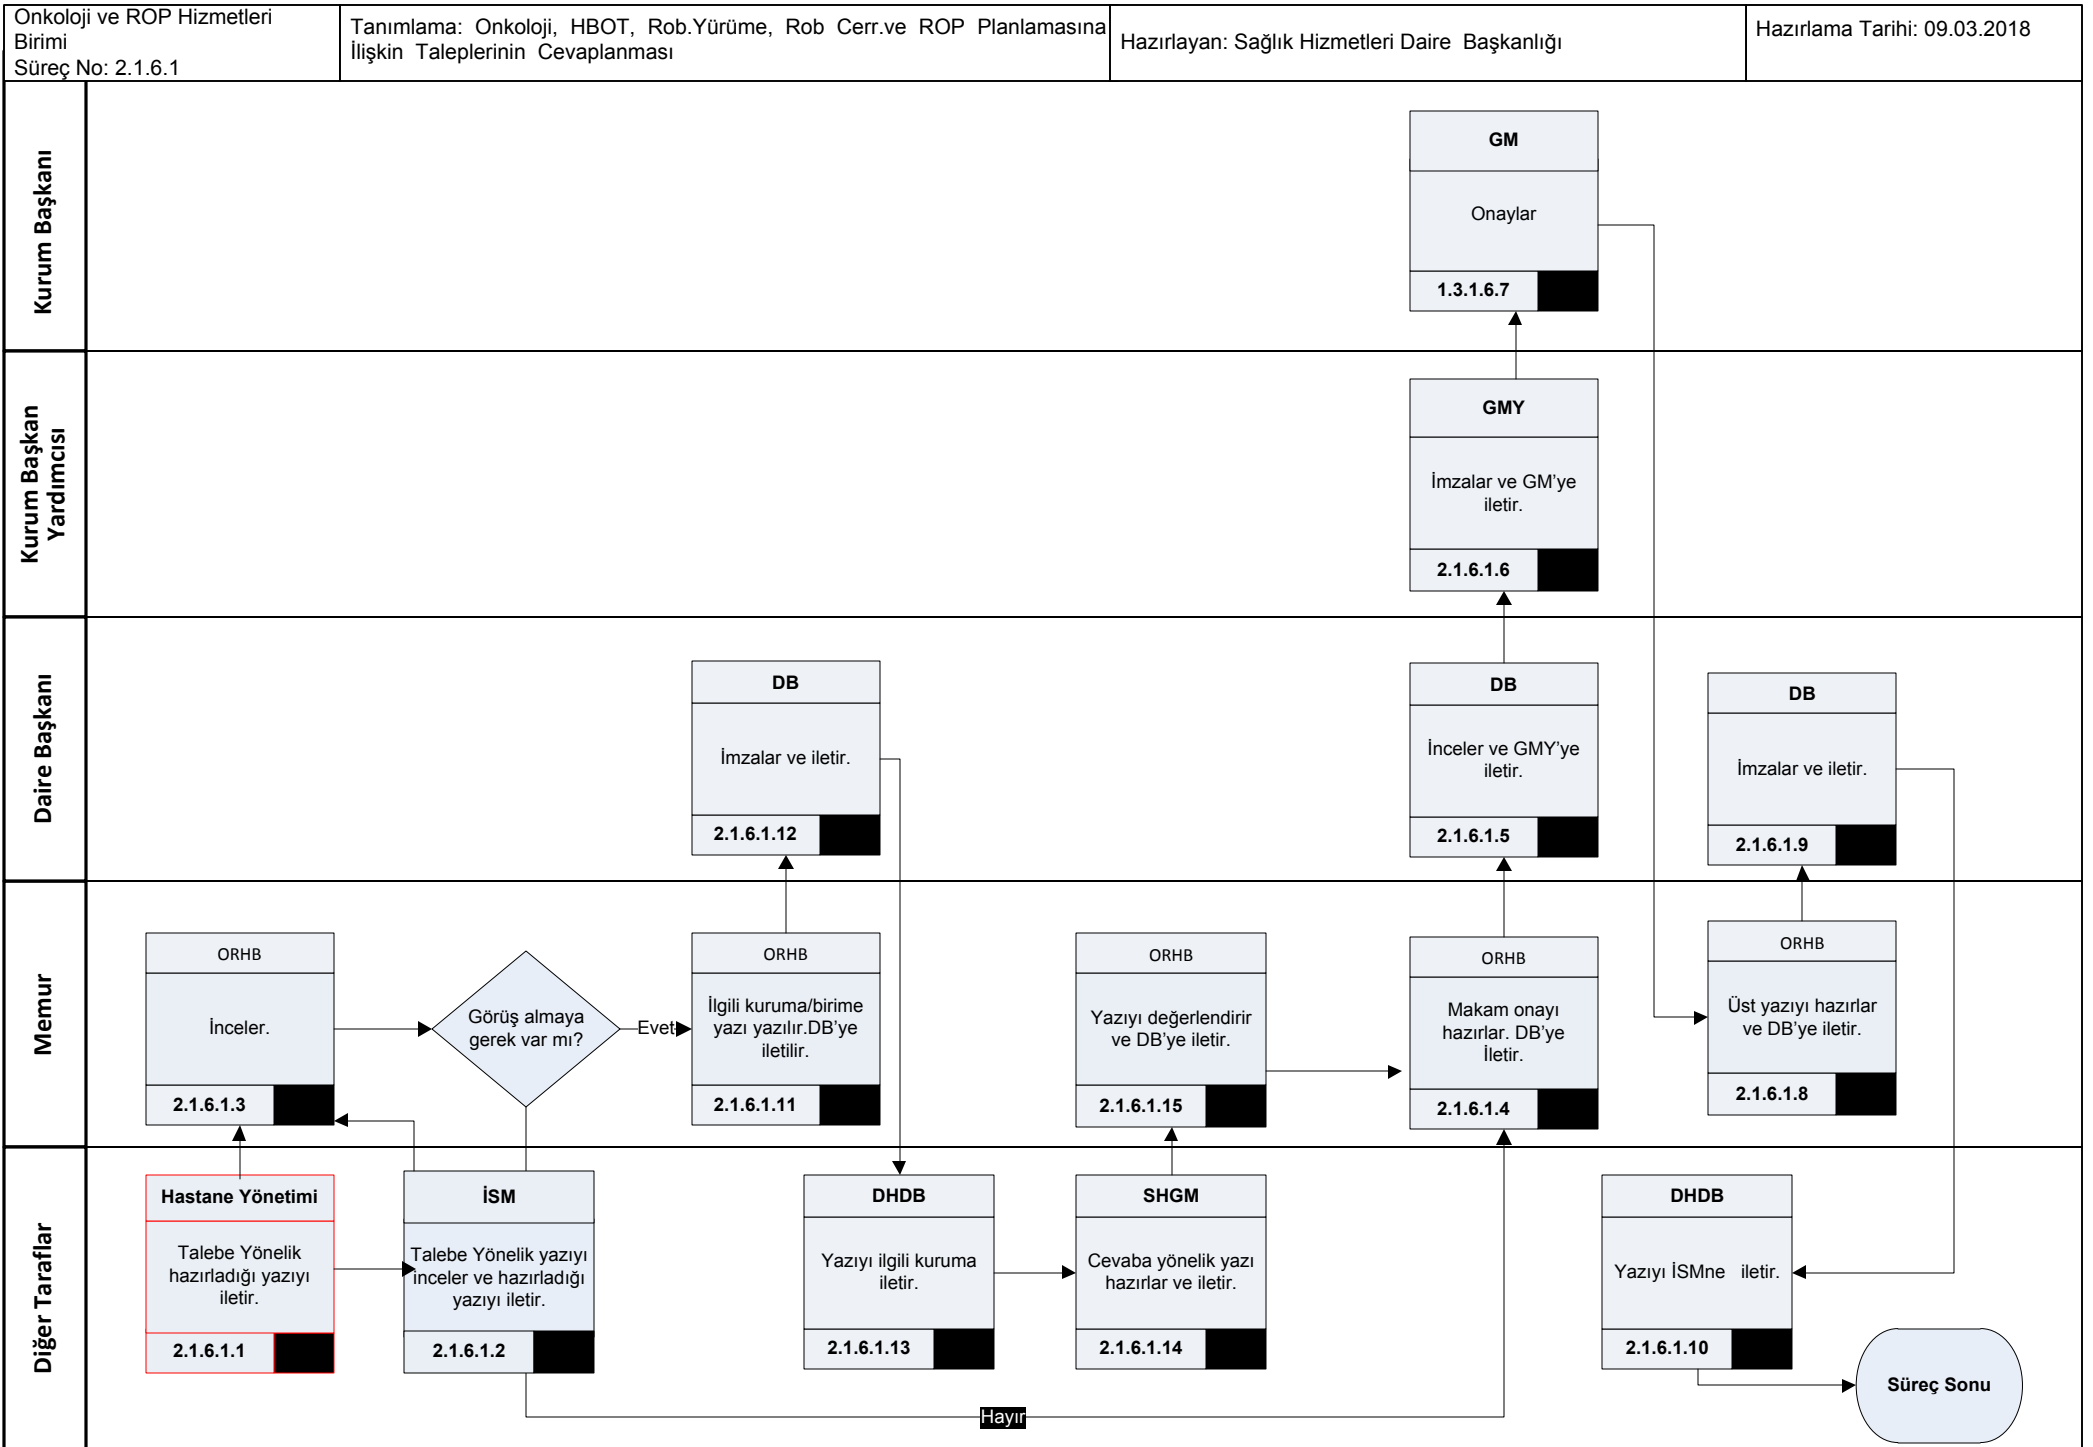 Onkoloji ve ROP Hizmetleri
Birimi
Süreç No: 2.1.6.1
Tanımlama: Onkoloji, HBOT, Rob.Yürüme, Rob Cerr.ve ROP Planlamasına
İlişkin Taleplerinin Cevaplanması
Hazırlayan: Sağlık Hizmetleri Daire Başkanlığı
Hazırlama Tarihi: 09.03.2018
Kurum Başkanı
GM
Onaylar
1.3.1.6.7
Kurum Başkan
Yardımcısı
GMY
İmzalar ve GM’ye
iletir.
2.1.6.1.6
Daire Başkanı
DB
İmzalar ve iletir.
2.1.6.1.12
DB
İnceler ve GMY’ye
iletir.
2.1.6.1.5
DB
İmzalar ve iletir.
2.1.6.1.9
Memur
ORHB
İnceler.
2.1.6.1.3
Görüş almaya
gerek var mı?
Evet
ORHB
İlgili kuruma/birime
yazı yazılır.DB’ye
iletilir.
2.1.6.1.11
ORHB
Yazıyı değerlendirir
ve DB’ye iletir.
2.1.6.1.15
ORHB
Makam onayı
hazırlar. DB’ye
İletir.
2.1.6.1.4
ORHB
Üst yazıyı hazırlar
ve DB’ye iletir.
2.1.6.1.8
Diğer Taraflar
Hastane Yönetimi
Talebe Yönelik
hazırladığı yazıyı
iletir.
2.1.6.1.1
İSM
Talebe Yönelik yazıyı
inceler ve hazırladığı
yazıyı iletir.
2.1.6.1.2
DHDB
Yazıyı ilgili kuruma
iletir.
2.1.6.1.13
SHGM
Cevaba yönelik yazı
hazırlar ve iletir.
2.1.6.1.14
DHDB
Yazıyı İSMne iletir.
2.1.6.1.10
Süreç Sonu
Hayır